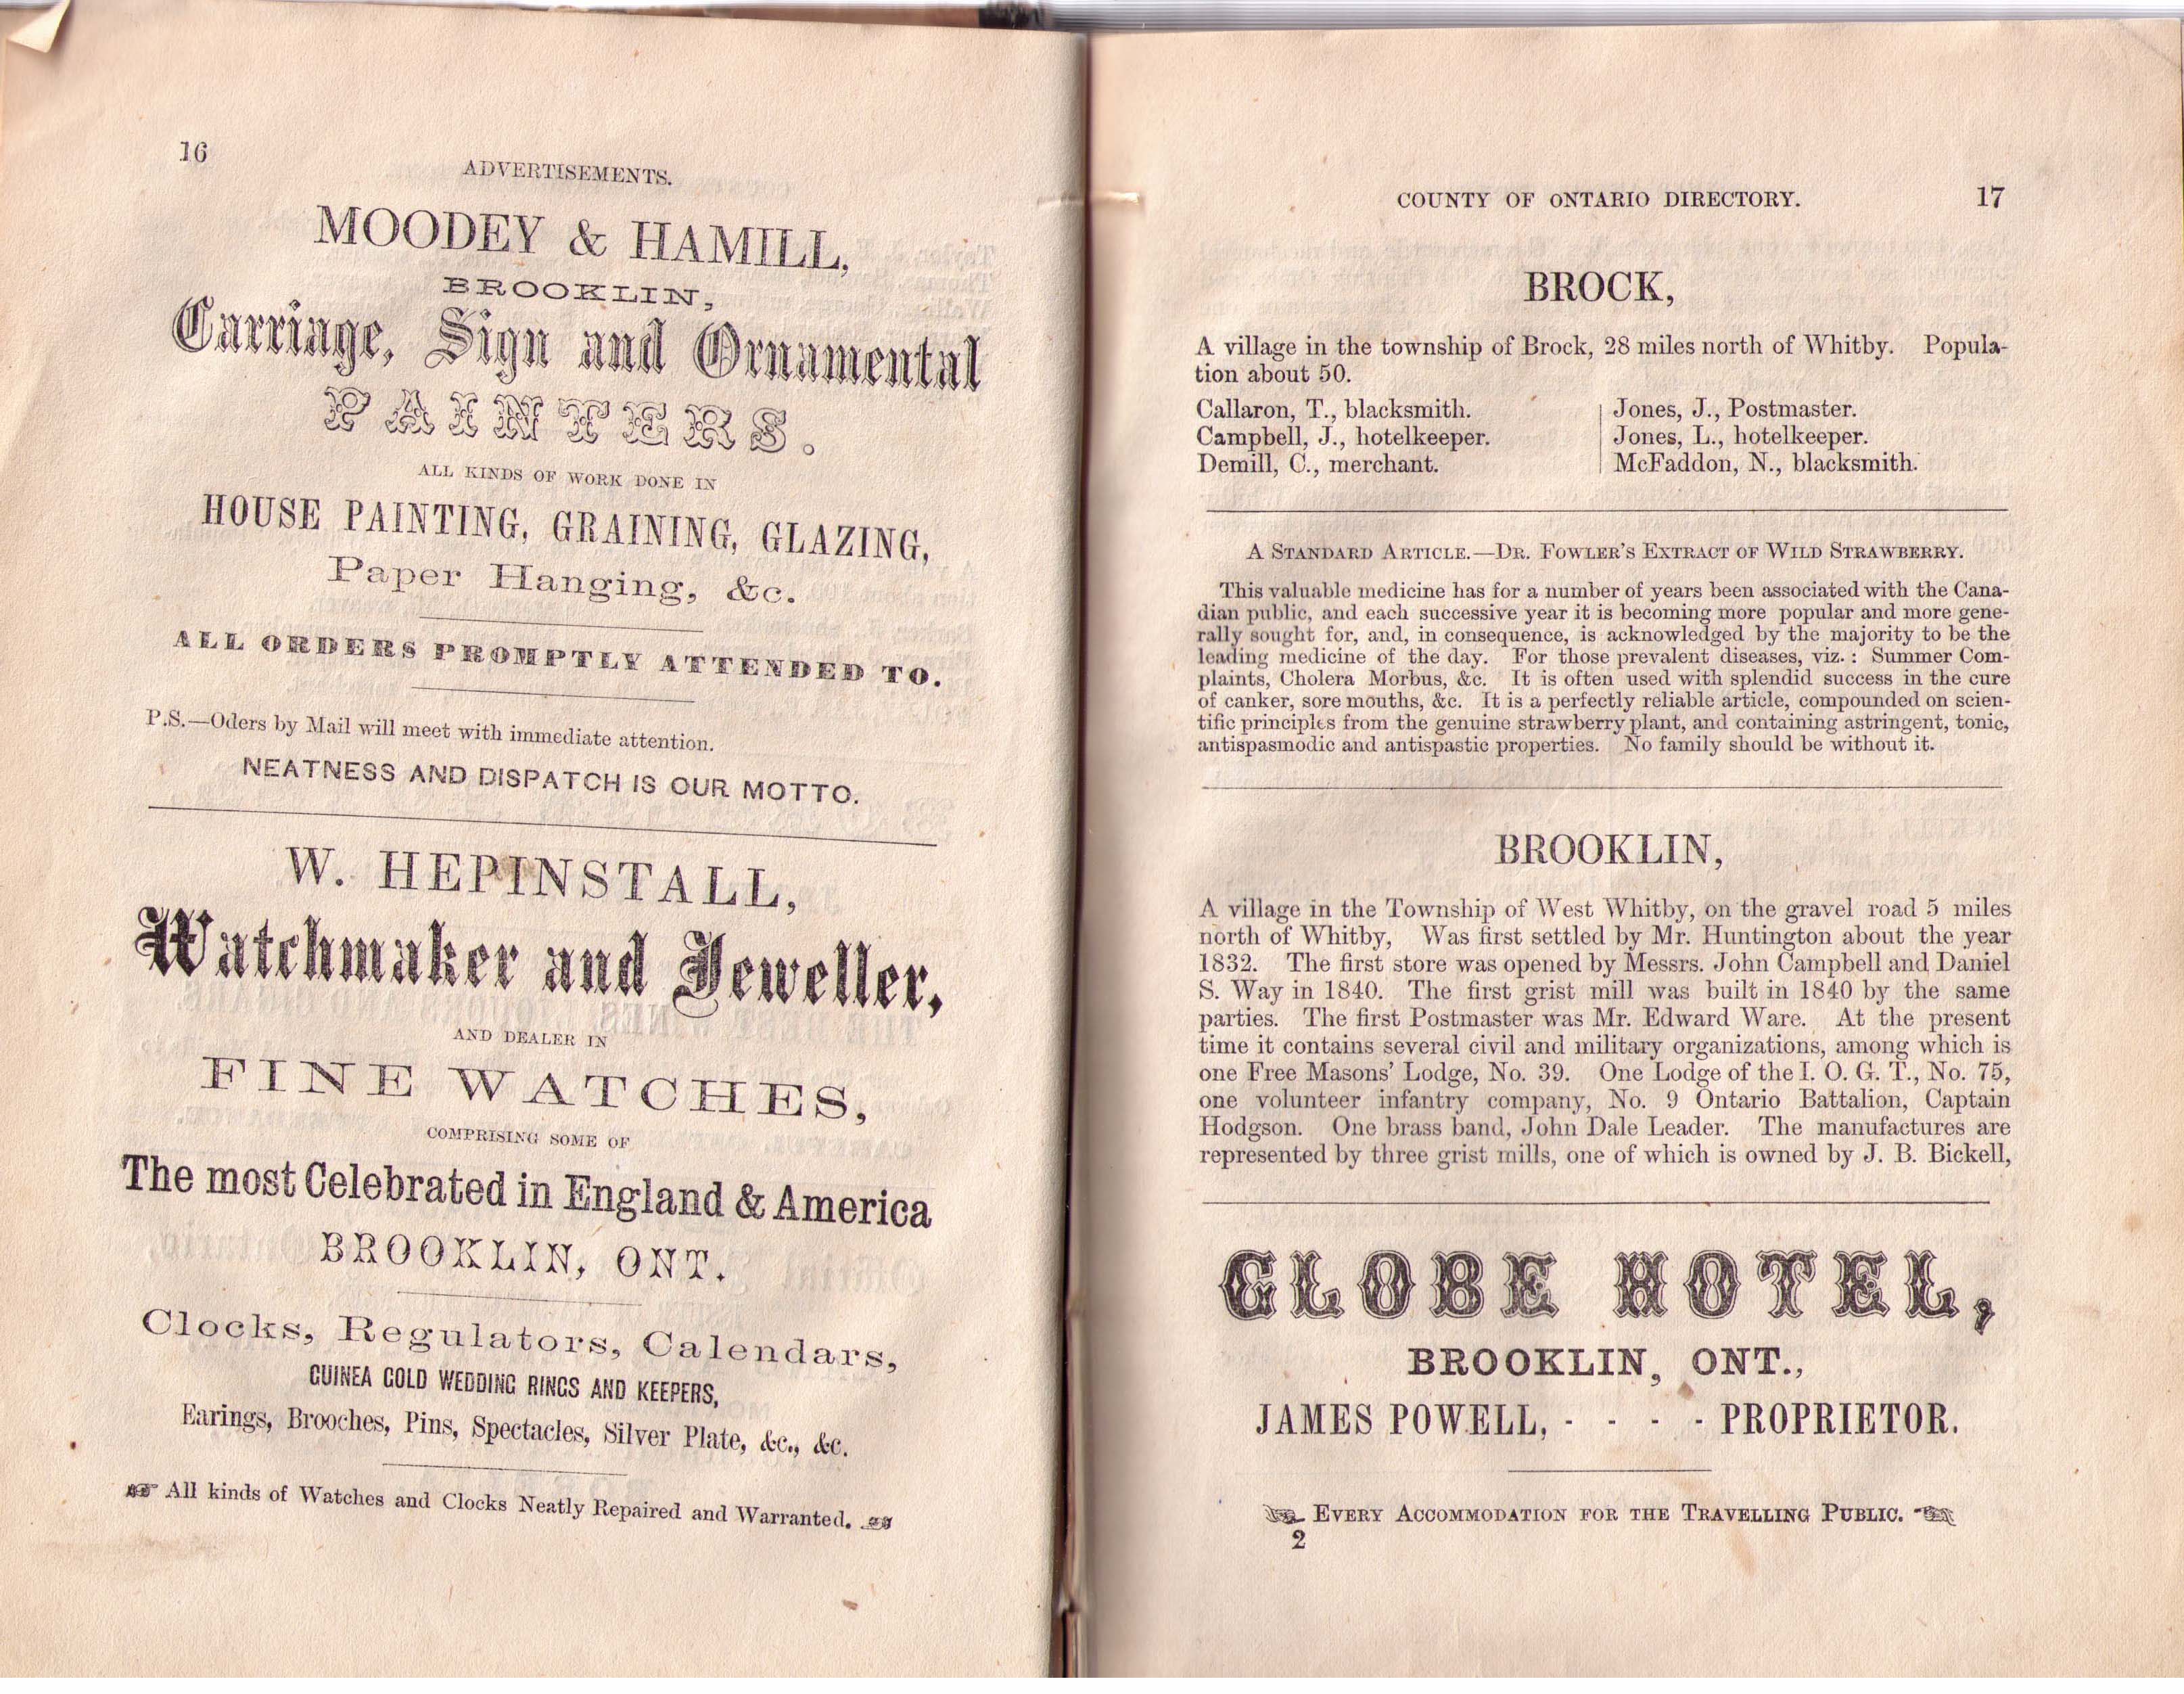 16
ADVERTISEMENTS.
MOODEY & HAMILL,
BROOKLIN,
Carriage, Sign and Ornamental
PAINTERS.
ALL KINDS OF WORK DONE IN
HOUSE PAINTING, GRAINING, GLAZING,
Paper Hanging, &c.
ALL ORDERS PROMPTLY ATTENDED TO.
P.S.—Oders by Mail will meet with immediate attention.
NEATNESS AND DISPATCH IS OUR MOTTO.
W. HEPINSTALL,
Watchmaker and Jeweller,
AND DEALER IN
FINE WATCHES,
COMPRISING SOME OF
The most Celebrated in England & America
BROOKLIN, ONT.
Clocks, Regulators, Calendars,
GUINEA GOLD WEDDING RINGS AND KEEPERS,
Earings, Brooches, Pins, Spectacles, Silver Plate, &c., &c.
All kinds of Watches and Clocks Neatly Repaired and Warranted.
COUNTY OF ONTARIO DIRECTORY. 17
BROCK,
A village in the township of Brock, 28 miles north of Whitby. Popula-
tion about 50.
Callaron, T., blacksmith.
Campbell, J., hotelkeeper.
Demill, C., merchant.
Jones, J., Postmaster.
Jones, L., hotelkeeper.
McFaddon, N., blacksmith.
A STANDARD ARTICLE.—DR. FOWLER'S EXTRACT OF WILD STRAWBERRY.
This valuable medicine has for a number of years been associated with the Cana-
dian public, and each successive year it is becoming more popular and more gene-
rally sought for, and, in consequence, is acknowledged by the majority to be the
leading medicine of the day. For those prevalent diseases, viz. : Summer Com-
plaints, Cholera Morbus, &c. It is often used with splendid success in the cure
of canker, sore mouths, &c. It is a perfectly reliable article, compounded on scien-
tific principles from the genuine strawberry plant, and containing astringent, tonic,
antispasmodic and antispastic properties. No family should be without it.
BROOKLIN,
A village in the Township of West Whitby, on the gravel road 5 miles
north of Whitby, Was first settled by Mr. Huntington about the year
1832. The first store was opened by Messrs. John Campbell and Daniel
S. Way in 1840. The first grist mill was built in 1840 by the same
parties. The first Postmaster was Mr. Edward Ware. At the present
time it contains several civil and military organizations, among which is
one Free Masons' Lodge, No. 39. One Lodge of the I. O. G. T., No. 75,
one volunteer infantry company, No. 9 Ontario Battalion, Captain
Hodgson. One brass band, John Dale Leader. The manufactures are
represented by three grist mills, one of which is owned by J. B. Bickell,
GLOBE HOTEL,
BROOKLIN, ONT.,
JAMES POWELL, - - - - PROPRIETOR.
EVERY ACCOMMODATION FOR THE TRAVELLING PUBLIC.
2